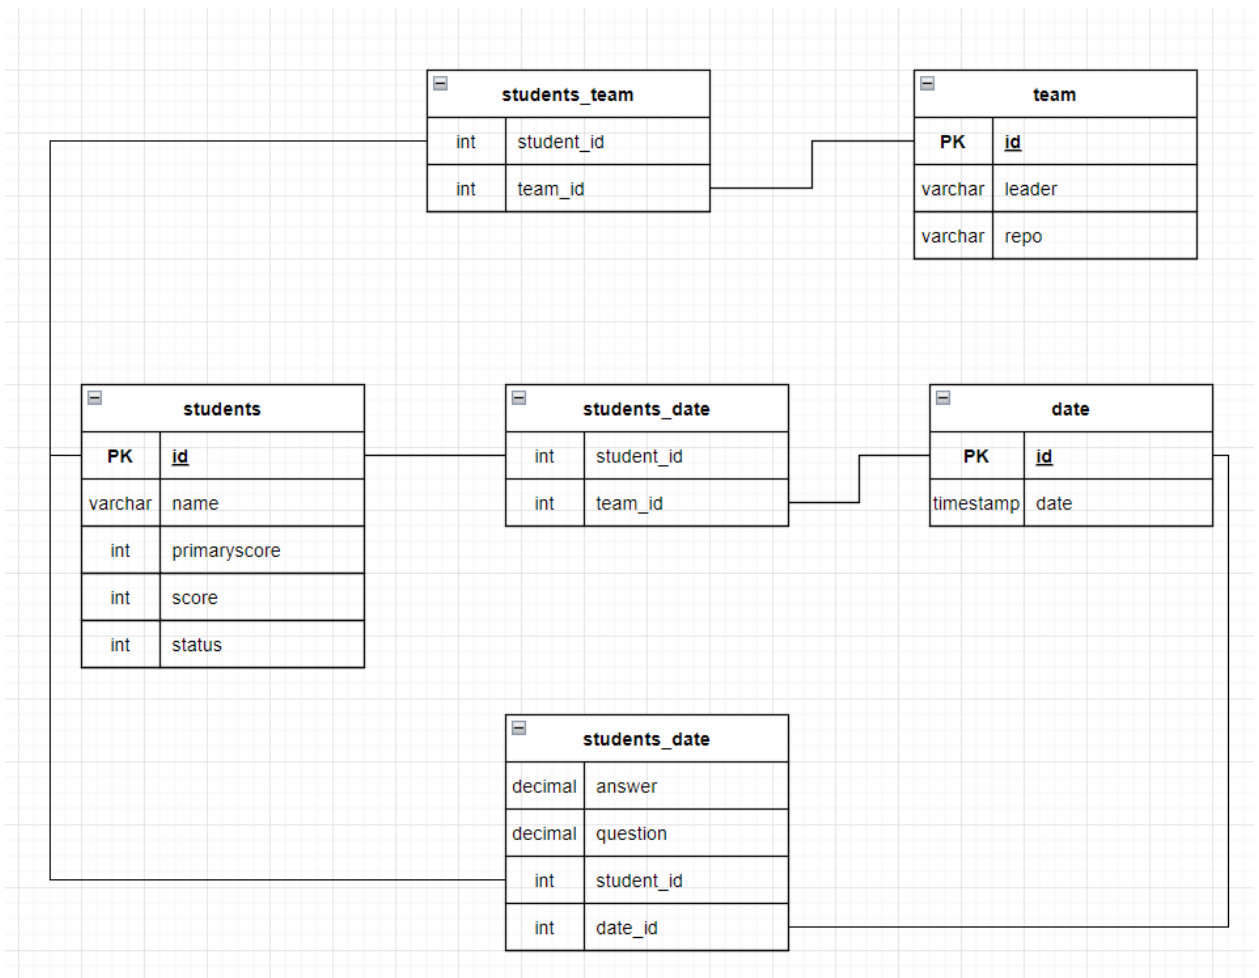 students_team
int student_id
int team_id
team
PK id
varchar leader
varchar repo
students
PK id
varchar name
int primaryscore
int score
int status
students_date
int student_id
int team_id
date
PK id
timestamp date
students_date
decimal answer
decimal question
int student_id
int date_id